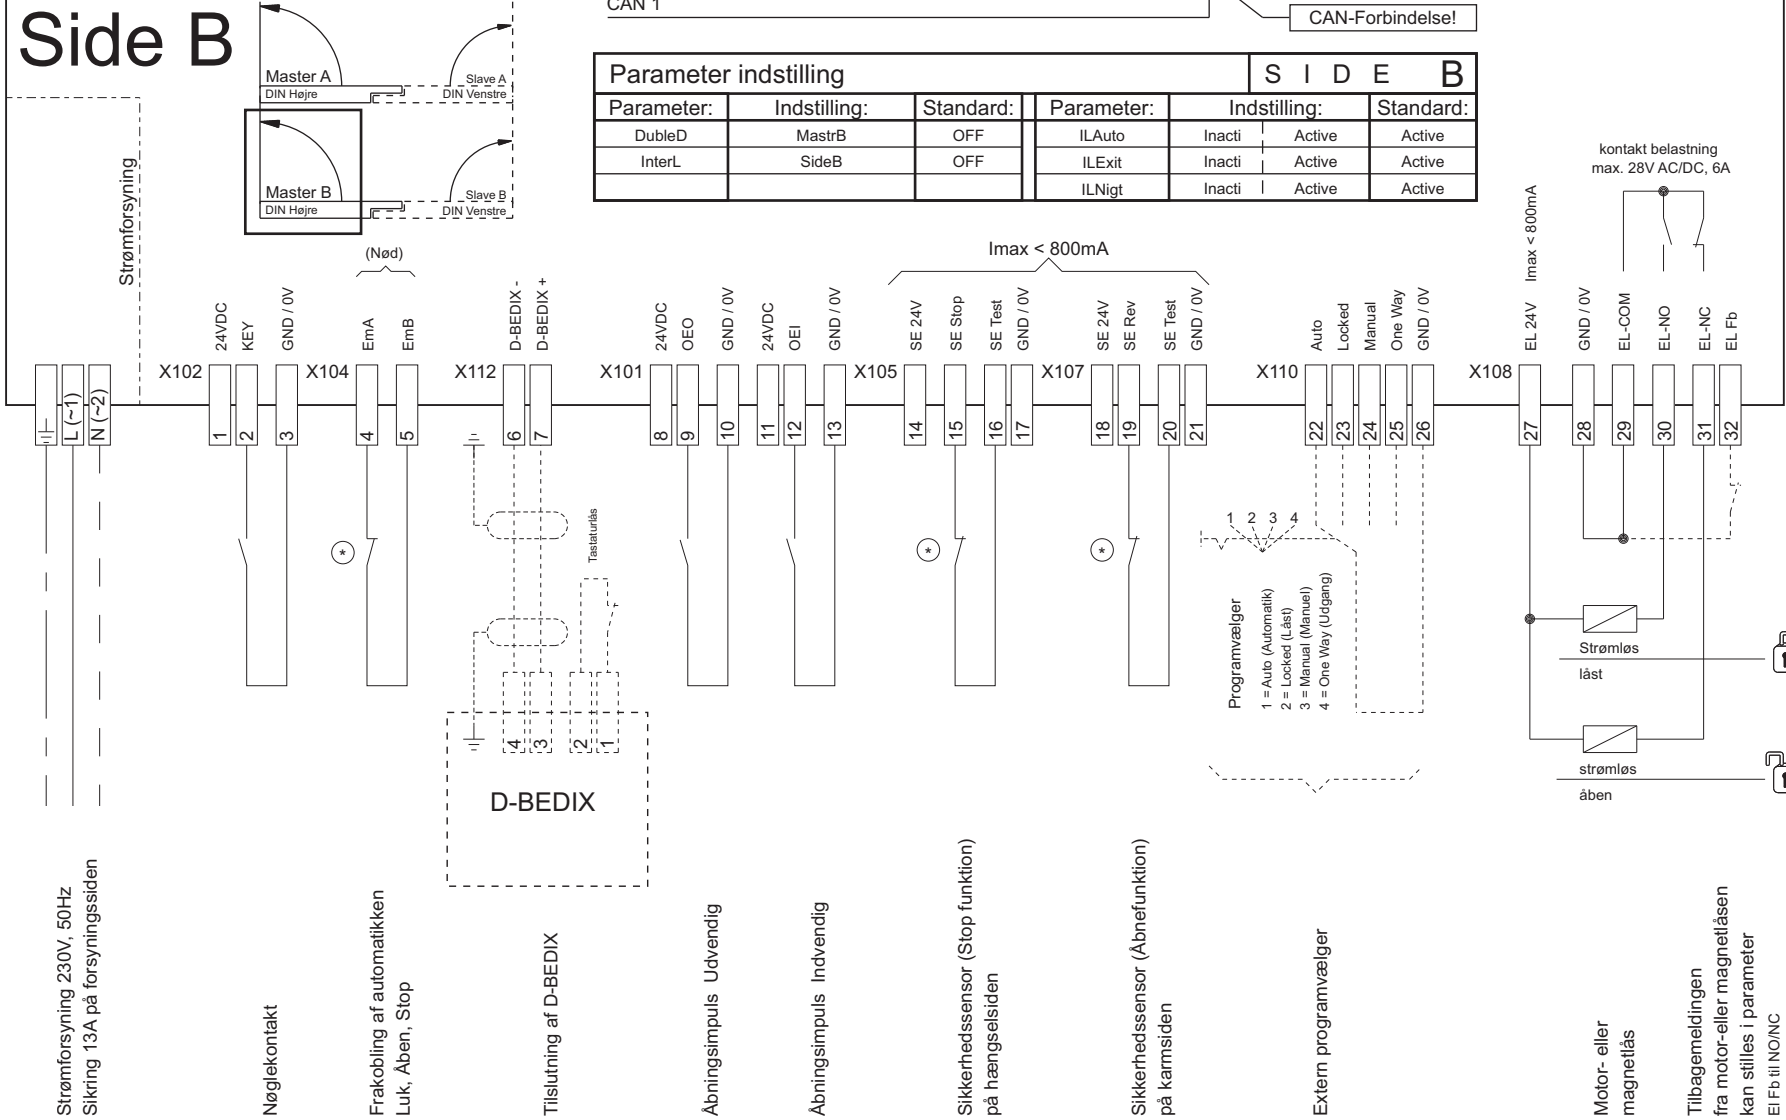 CAN 1
CAN-Forbindelse!
Side B
Master A
DIN Højre
Slave A
DIN Venstre
Master B
DIN Højre
Slave B
DIN Venstre
Strømforsyning
Parameter indstilling
S I D E B
Parameter: Indstilling: Standard: Parameter: Indstilling: Standard:
DubleD MastrB OFF ILAuto Inacti Active Active
InterL SideB OFF ILExit Inacti Active Active
ILNigt Inacti Active Active
kontakt belastning
max. 28V AC/DC, 6A
(Nød)
Imax < 800mA
Imax < 800mA
24VDC
KEY
GND / 0V
EmA
EmB
D-BEDIX -
D-BEDIX +
24VDC
OEO
GND / 0V
24VDC
OEI
GND / 0V
SE 24V
SE Stop
SE Test
GND / 0V
SE 24V
SE Rev
SE Test
GND / 0V
Auto
Locked
Manual
One Way
GND / 0V
EL 24V
GND / 0V
EL-COM
EL-NO
EL-NC
EL Fb
X102
X104
X112
X101
X105
X107
X110
X108
L (~1)
N (~2)
1
2
3
4
5
6
7
8
9
10
11
12
13
14
15
16
17
18
19
20
21
22
23
24
25
26
27
28
29
30
31
32
*
*
*
Tastaturlås
1 2 3 4
Programvælger
1 = Auto (Automatik)
2 = Locked (Låst)
3 = Manual (Manuel)
4 = One Way (Udgang)
Strømløs
låst
strømløs
åben
4
3
2
1
D-BEDIX
Strømforsyning 230V, 50Hz
Sikring 13A på forsyningssiden
Nøglekontakt
Frakobling af automatikken
Luk, Åben, Stop
Tilslutning af D-BEDIX
Åbningsimpuls Udvendig
Åbningsimpuls Indvendig
Sikkerhedssensor (Stop funktion)
på hængselsiden
Sikkerhedssensor (Åbnefunktion)
på karmsiden
Extern programvælger
Motor- eller
magnetlås
Tilbagemeldingen
fra motor-eller magnetlåsen
kan stilles i parameter
El Fb til NO/NC